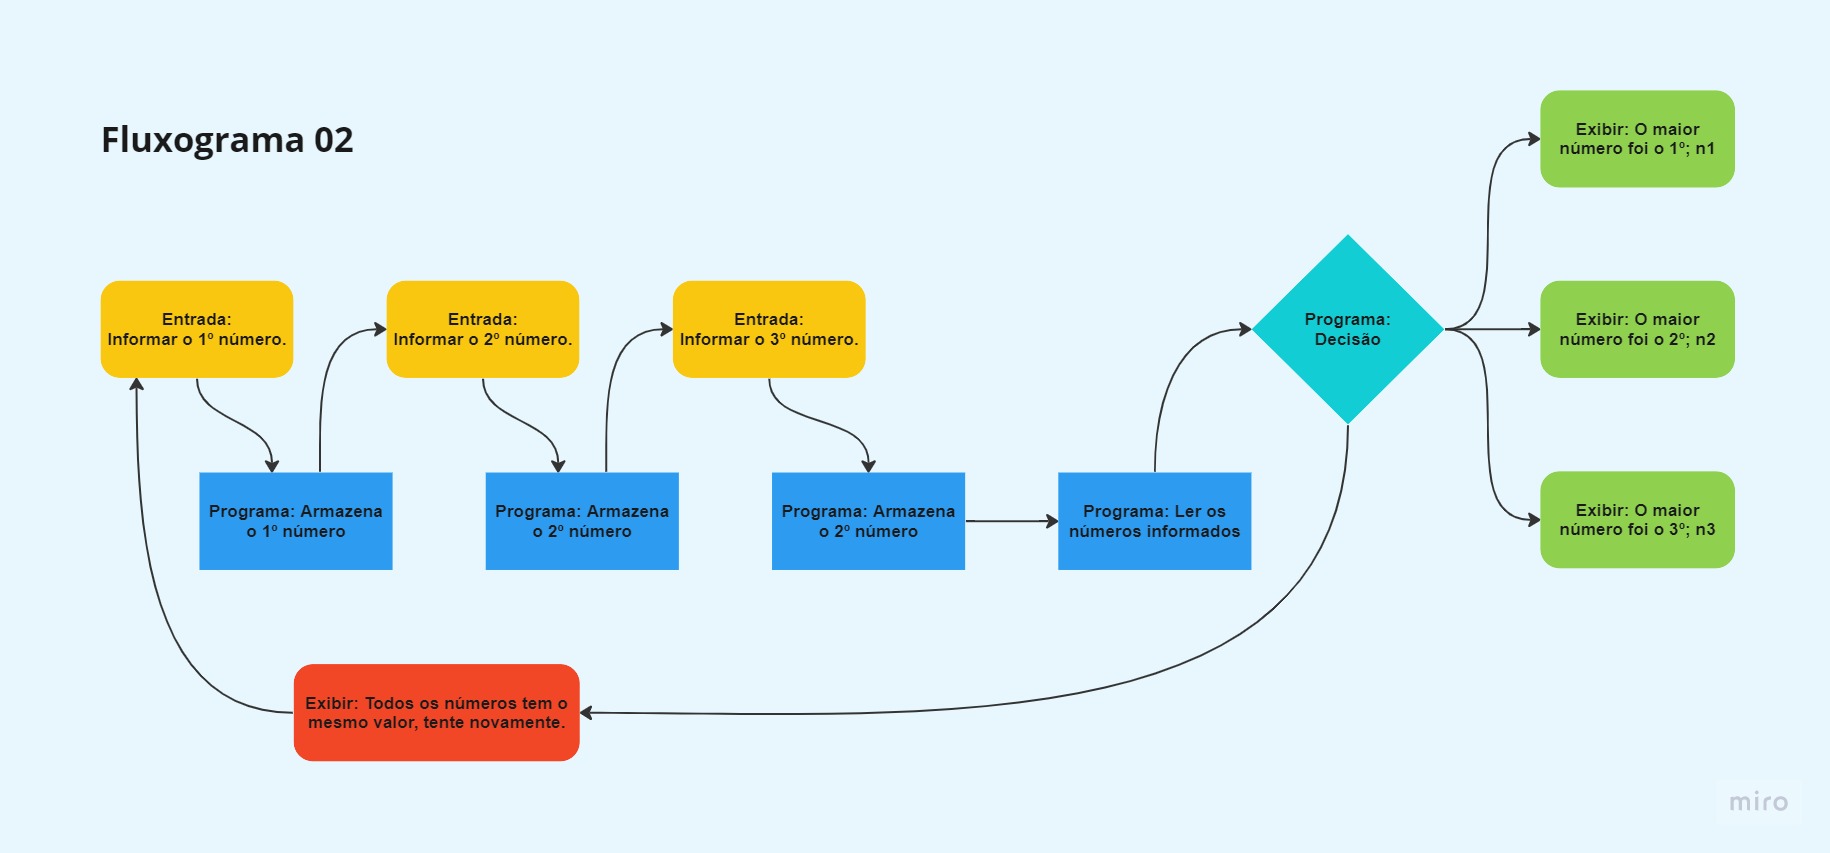 Fluxograma 02
Entrada:
Informar o 1º número.
Programa: Armazena
o 1º número
Entrada:
Informar o 2º número.
Programa: Armazena
o 2º número
Entrada:
Informar o 3º número.
Programa: Armazena
o 2º número
Programa: Ler os
números informados
Programa:
Decisão
Exibir: O maior
número foi o 1º; n1
Exibir: O maior
número foi o 2º; n2
Exibir: O maior
número foi o 3º; n3
Exibir: Todos os números tem o
mesmo valor, tente novamente.
miro